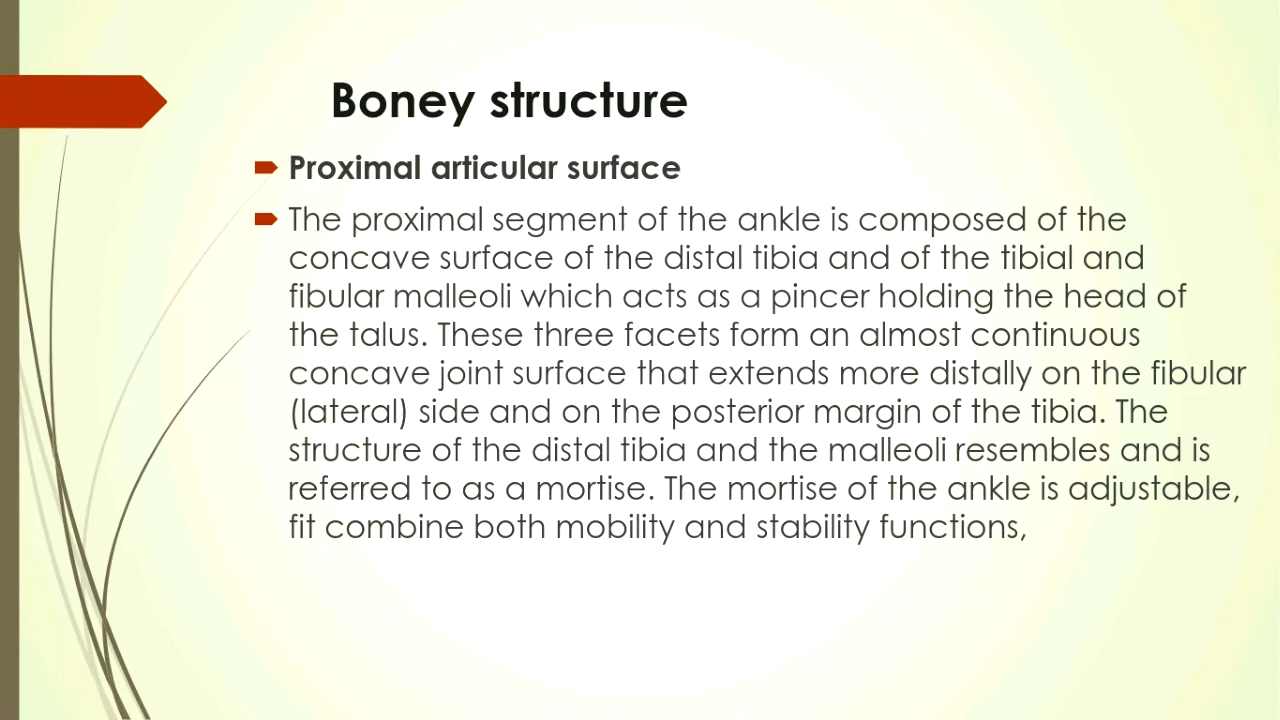 Boney structure
Proximal articular surface
The proximal segment of the ankle is composed of the
concave surface of the distal tibia and of the tibial and
fibular malleoli which acts as a pincer holding the head of
the talus. These three facets form an almost continuous
concave joint surface that extends more distally on the fibular
(lateral) side and on the posterior margin of the tibia. The
structure of the distal tibia and the malleoli resembles and is
referred to as a mortise. The mortise of the ankle is adjustable,
fit combine both mobility and stability functions,